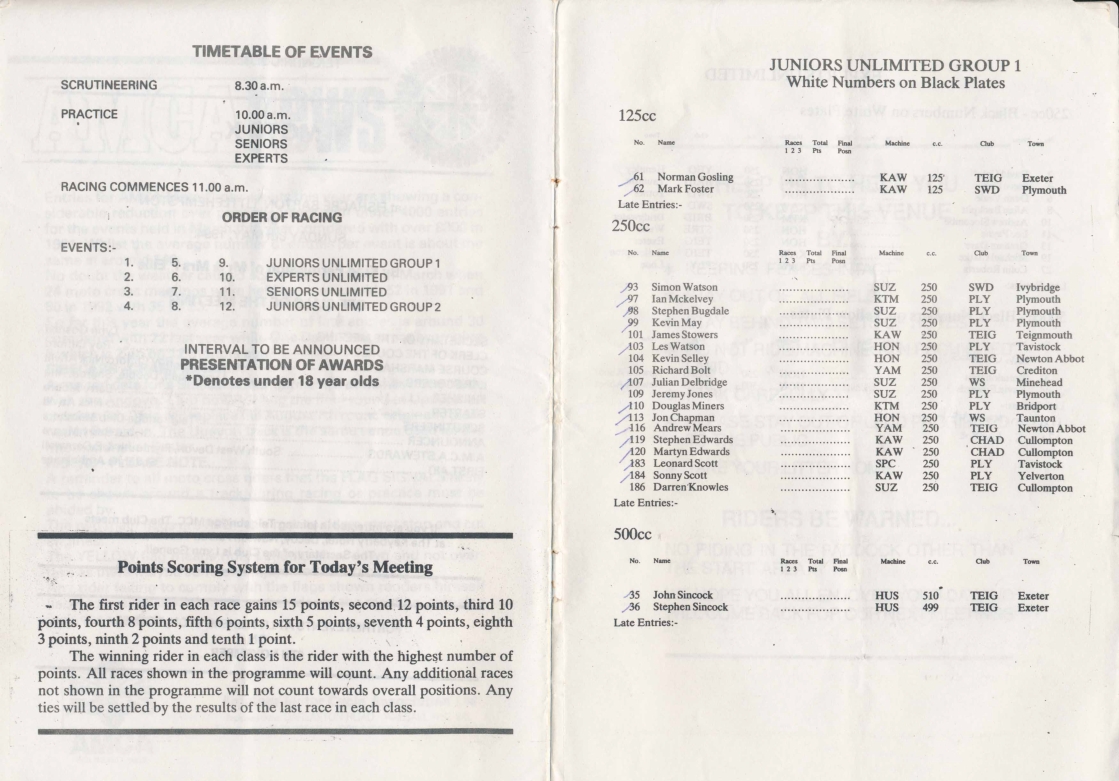 TIMETABLE OF EVENTS
SCRUTINEERING 8.30 a.m.
PRACTICE 10.00 a.m.
JUNIORS
SENIORS
EXPERTS
RACING COMMENCES 11.00 a.m.
ORDER OF RACING
EVENTS:-
1. 5. 9. JUNIORS UNLIMITED GROUP 1
2. 6. 10. EXPERTS UNLIMITED
3. 7. 11. SENIORS UNLIMITED
4. 8. 12. JUNIORS UNLIMITED GROUP 2
INTERVAL TO BE ANNOUNCED
PRESENTATION OF AWARDS
*Denotes under 18 year olds
Points Scoring System for Today's Meeting
The first rider in each race gains 15 points, second 12 points, third 10
points, fourth 8 points, fifth 6 points, sixth 5 points, seventh 4 points, eighth
3 points, ninth 2 points and tenth 1 point.
The winning rider in each class is the rider with the highest number of
points. All races shown in the programme will count. Any additional races
not shown in the programme will not count towards overall positions. Any
ties will be settled by the results of the last race in each class.
JUNIORS UNLIMITED GROUP 1
White Numbers on Black Plates
125cc
No. Name Races Total Final Machine c.c. Club Town
1 2 3 Pts Posn
61 Norman Gosling ................... KAW 125 TEIG Exeter
62 Mark Foster ................... KAW 125 SWD Plymouth
Late Entries:-
250cc
No. Name Races Total Final Machine c.c. Club Town
1 2 3 Pts Posn
93 Simon Watson ................... SUZ 250 SWD Ivybridge
97 Ian Mckelvey ................... KTM 250 PLY Plymouth
98 Stephen Bugdale ................... SUZ 250 PLY Plymouth
99 Kevin May ................... SUZ 250 PLY Plymouth
101 James Stowers ................... KAW 250 TEIG Teignmouth
103 Les Watson ................... HON 250 PLY Tavistock
104 Kevin Selley ................... HON 250 TEIG Newton Abbot
105 Richard Bolt ................... YAM 250 TEIG Crediton
107 Julian Delbridge ................... SUZ 250 WS Minehead
109 Jeremy Jones ................... SUZ 250 PLY Plymouth
110 Douglas Miners ................... KTM 250 PLY Bridport
113 Jon Chapman ................... HON 250 WS Taunton
116 Andrew Mears ................... YAM 250 TEIG Newton Abbot
119 Stephen Edwards ................... KAW 250 CHAD Cullompton
120 Martyn Edwards ................... KAW 250 CHAD Cullompton
183 Leonard Scott ................... SPC 250 PLY Tavistock
184 Sonny Scott ................... KAW 250 PLY Yelverton
186 Darren Knowles ................... SUZ 250 TEIG Cullompton
Late Entries:-
500cc
No. Name Races Total Final Machine c.c. Club Town
1 2 3 Pts Posn
35 John Sincock ................... HUS 510 TEIG Exeter
36 Stephen Sincock ................... HUS 499 TEIG Exeter
Late Entries:-